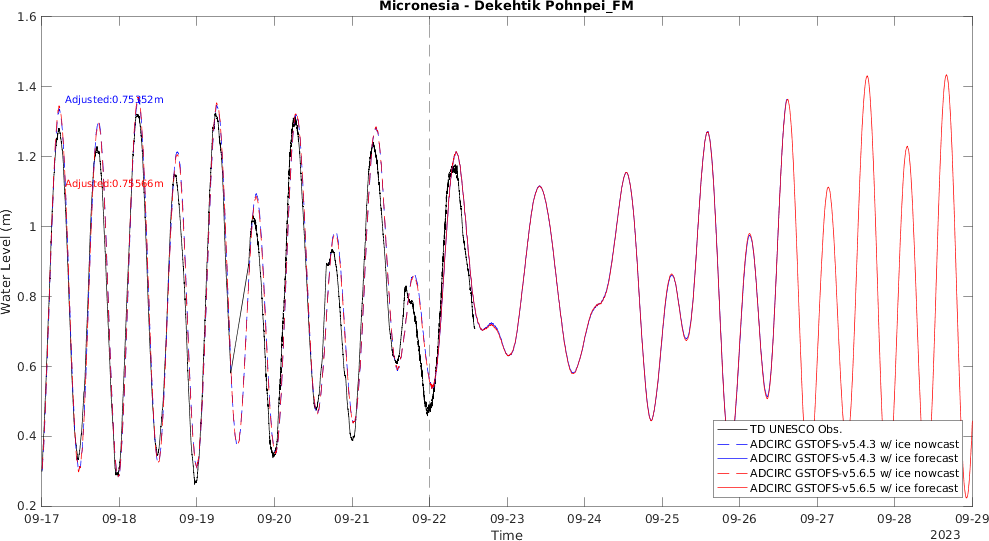 Micronesia - Dekehtik Pohnpei_FM
Water Level (m)
1.6
1.4
1.2
1
0.8
0.6
0.4
0.2
Adjusted:0.75352m
Adjusted:0.75566m
TD UNESCO Obs.
ADCIRC GSTOFS-v5.4.3 w/ ice nowcast
ADCIRC GSTOFS-v5.4.3 w/ ice forecast
ADCIRC GSTOFS-v5.6.5 w/ ice nowcast
ADCIRC GSTOFS-v5.6.5 w/ ice forecast
09-17 09-18 09-19 09-20 09-21 09-22 09-23 09-24 09-25 09-26 09-27 09-28 09-29
Time
2023